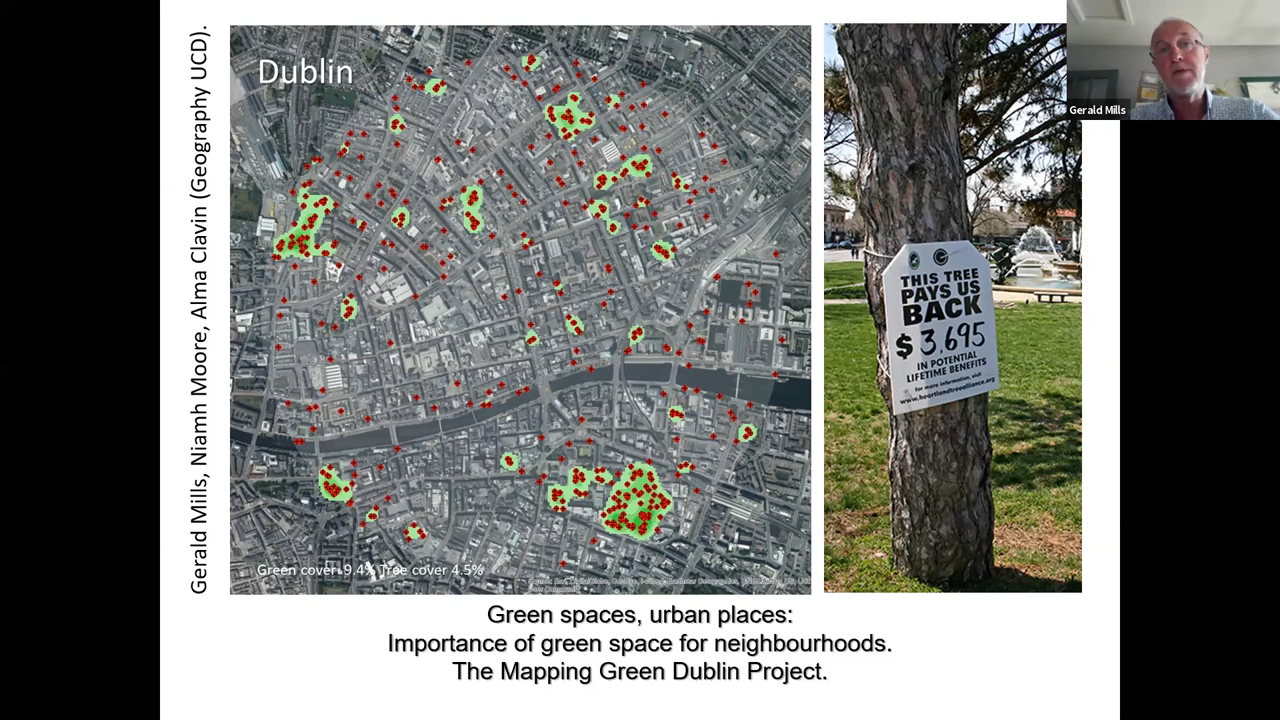 Gerald Mills, Niamh Moore, Alma Clavin (Geography UCD).
Dublin
Green cover: 9.4% Tree cover 4.5%
THIS TREE
PAYS US
BACK
$ 3,695
IN POTENTIAL
LIFETIME BENEFITS
for more information, visit
www.heartlandtreealliance.org
Gerald Mills
Green spaces, urban places:
Importance of green space for neighbourhoods.
The Mapping Green Dublin Project.